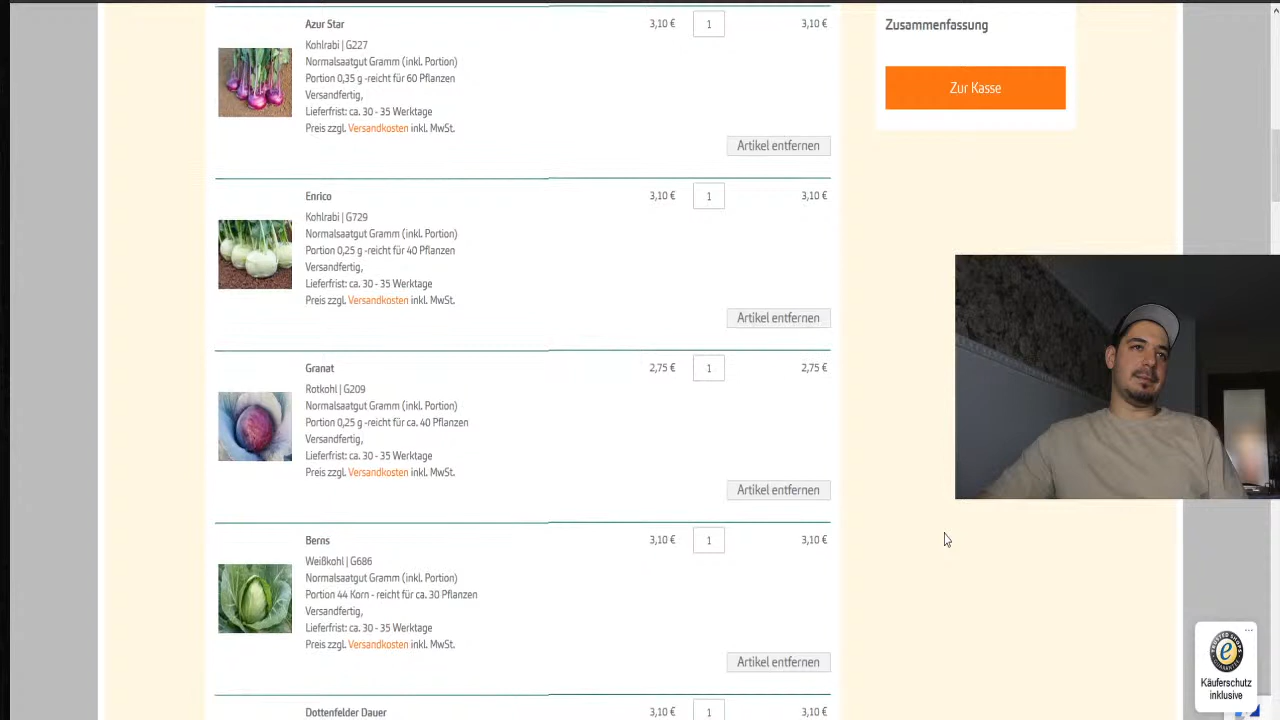 Azur Star 3,10 € 1 3,10 €
Kohlrabi | G227
Normalsaatgut Gramm (inkl. Portion)
Portion 0,35 g -reicht für 60 Pflanzen
Versandfertig,
Lieferfrist: ca. 30 - 35 Werktage
Preis zzgl. Versandkosten inkl. MwSt.
Artikel entfernen
Enrico 3,10 € 1 3,10 €
Kohlrabi | G729
Normalsaatgut Gramm (inkl. Portion)
Portion 0,25 g -reicht für 40 Pflanzen
Versandfertig,
Lieferfrist: ca. 30 - 35 Werktage
Preis zzgl. Versandkosten inkl. MwSt.
Artikel entfernen
Granat 2,75 € 1 2,75 €
Rotkohl | G209
Normalsaatgut Gramm (inkl. Portion)
Portion 0,25 g -reicht für ca. 40 Pflanzen
Versandfertig,
Lieferfrist: ca. 30 - 35 Werktage
Preis zzgl. Versandkosten inkl. MwSt.
Artikel entfernen
Berns 3,10 € 1 3,10 €
Weißkohl | G686
Normalsaatgut Gramm (inkl. Portion)
Portion 44 Korn - reicht für ca. 30 Pflanzen
Versandfertig,
Lieferfrist: ca. 30 - 35 Werktage
Preis zzgl. Versandkosten inkl. MwSt.
Artikel entfernen
Dottenfelder Dauer 3,10 € 1 3,10 €
Zusammenfassung
Zur Kasse
TRUSTED SHOPS
GUARANTEE
Käuferschutz
inklusive